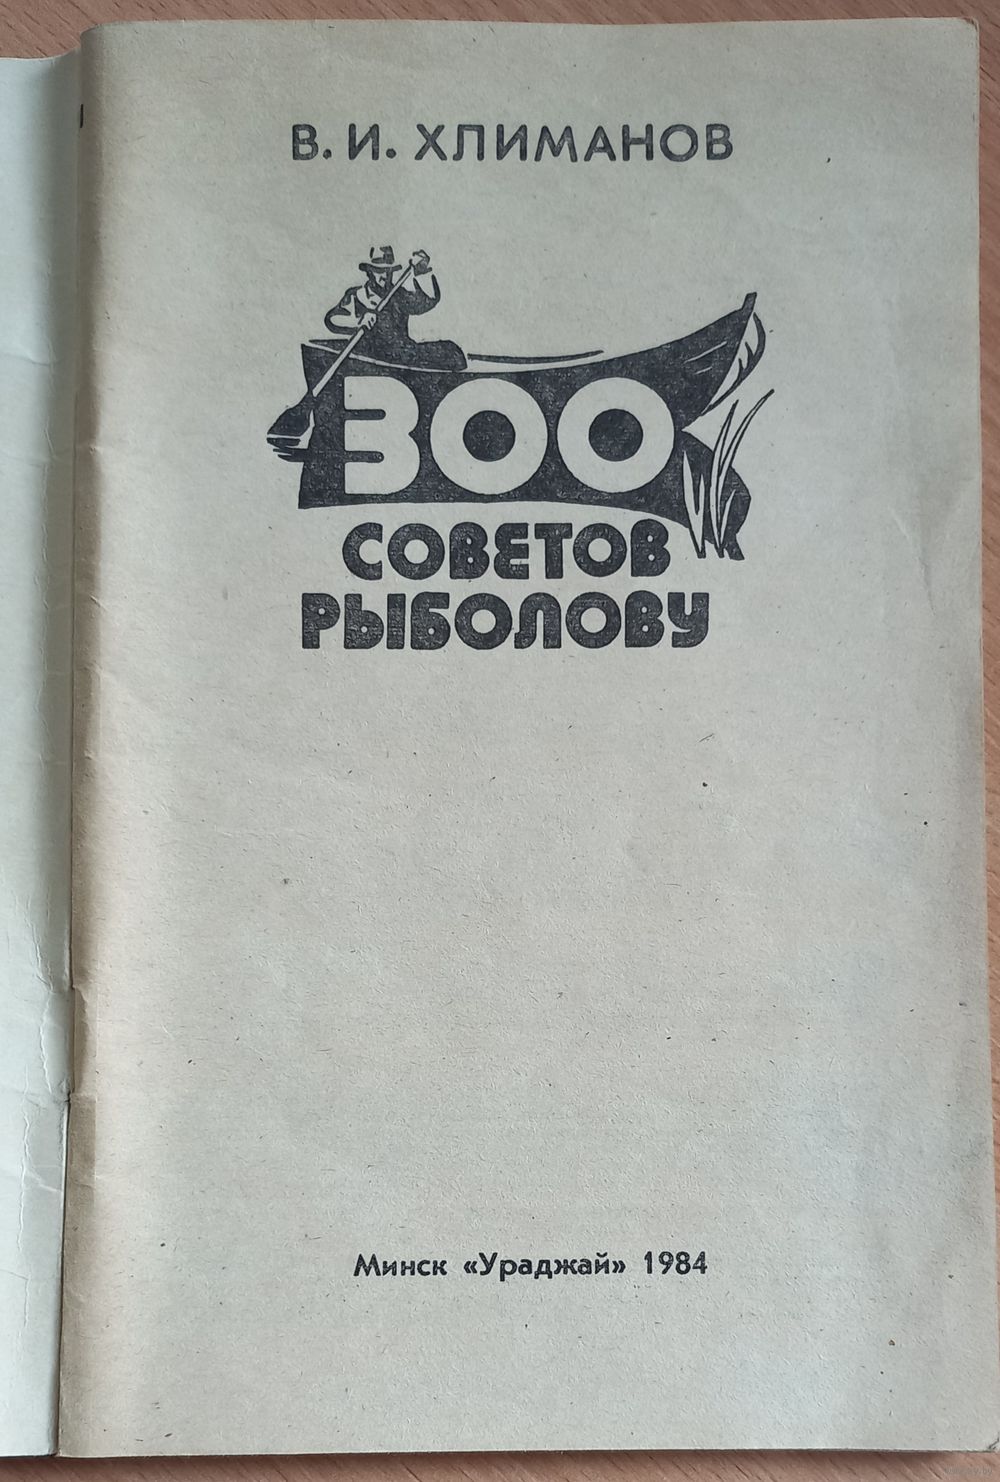 В. И. ХЛИМАНОВ
300
СОВЕТОВ
РЫБОЛОВУ
Минск «Ураджай» 1984